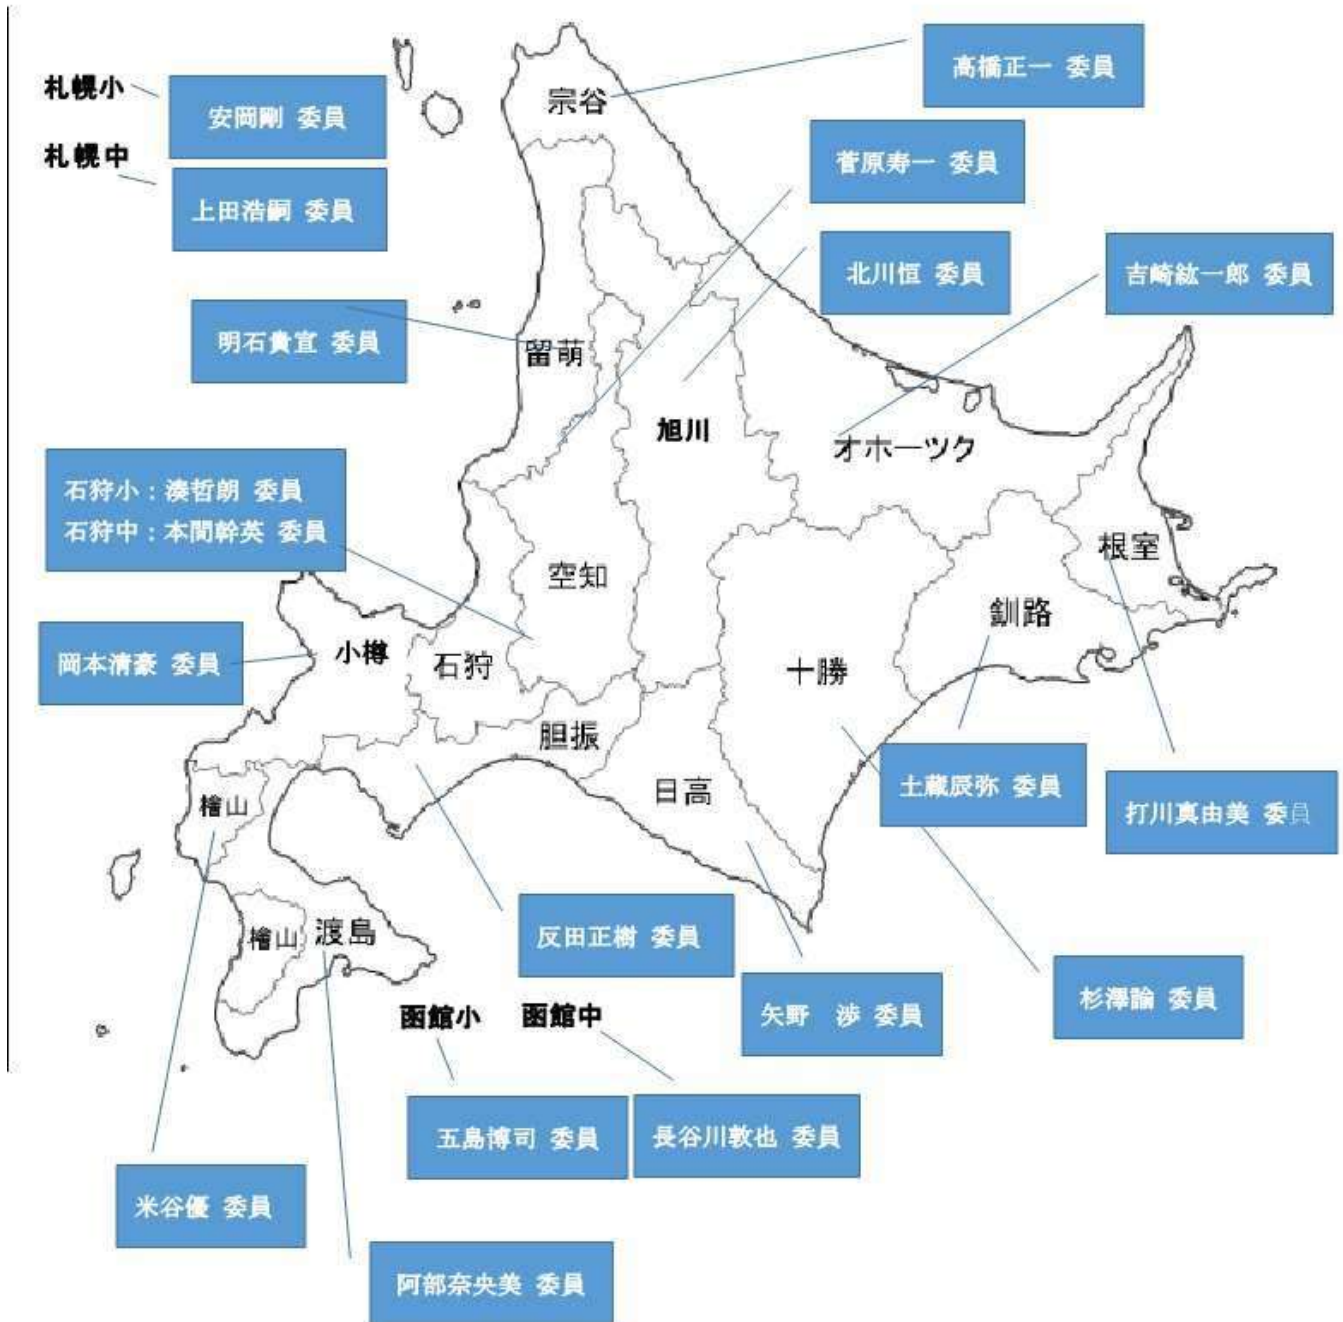 札幌小
安岡剛 委員
札幌中
上田浩嗣 委員
高橋正一 委員
宗谷
菅原寿一 委員
北川恒 委員
吉崎紘一郎 委員
明石貴宣 委員
留萌
旭川
オホーツク
石狩小：湊哲朗 委員
石狩中：本間幹英 委員
空知
根室
釧路
岡本清豪 委員
小樽
石狩
十勝
胆振
日高
土蔵辰弥 委員
打川真由美 委員
檜山
檜山
渡島
反田正樹 委員
矢野　渉 委員
杉澤諭 委員
函館小
函館中
五島博司 委員
長谷川敦也 委員
米谷優 委員
阿部奈央美 委員